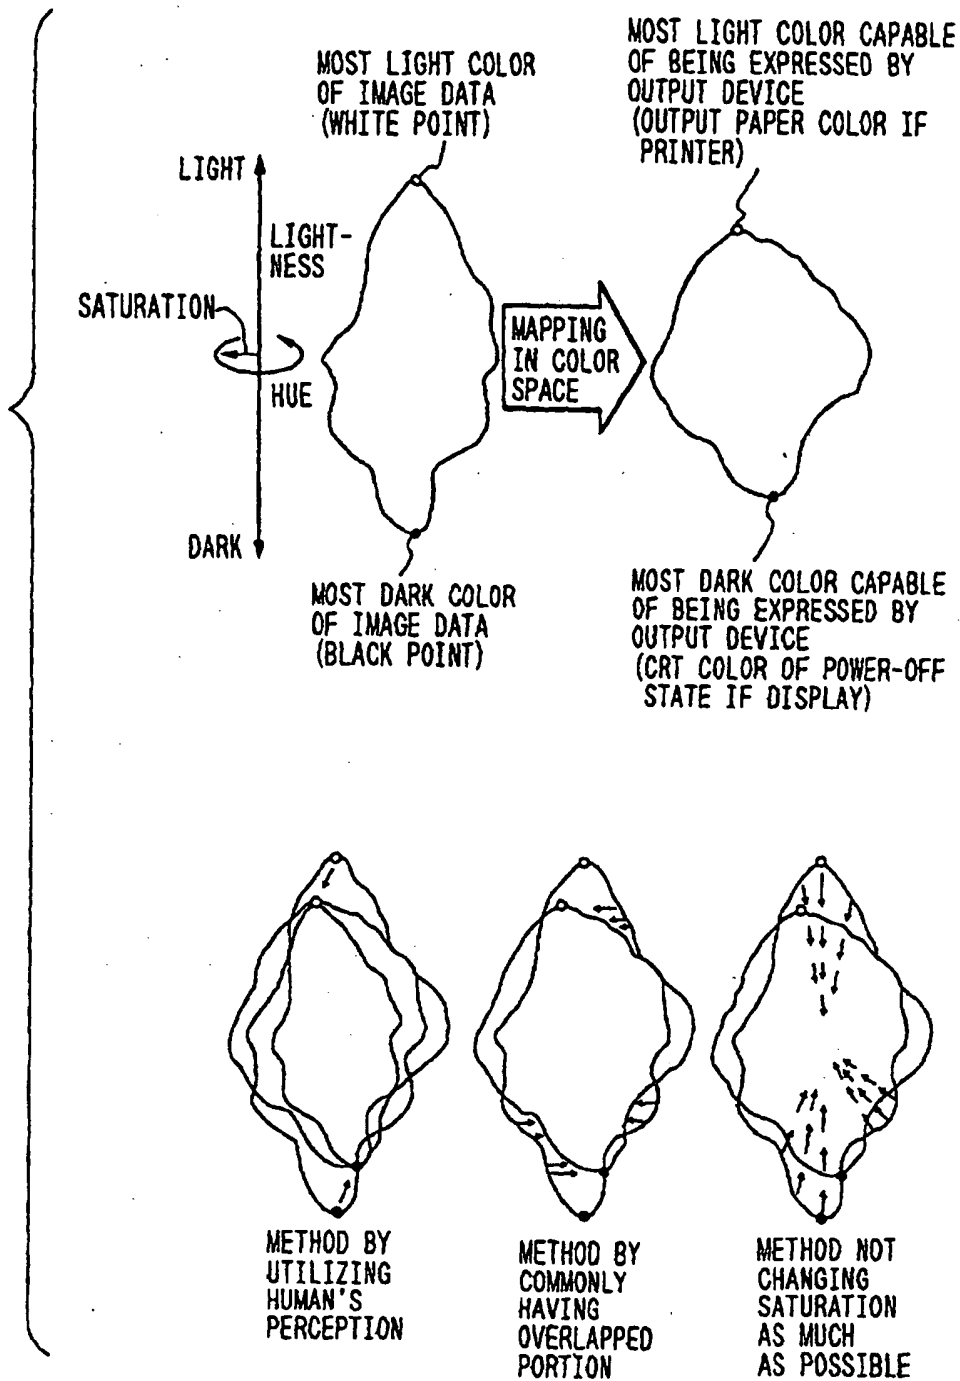 MOST LIGHT COLOR
OF IMAGE DATA
(WHITE POINT)
MOST LIGHT COLOR CAPABLE
OF BEING EXPRESSED BY
OUTPUT DEVICE
(OUTPUT PAPER COLOR IF
PRINTER)
LIGHT
LIGHT-
NESS
SATURATION
HUE
DARK
MAPPING
IN COLOR
SPACE
MOST DARK COLOR
OF IMAGE DATA
(BLACK POINT)
MOST DARK COLOR CAPABLE
OF BEING EXPRESSED BY
OUTPUT DEVICE
(CRT COLOR OF POWER-OFF
STATE IF DISPLAY)
METHOD BY
UTILIZING
HUMAN'S
PERCEPTION
METHOD BY
COMMONLY
HAVING
OVERLAPPED
PORTION
METHOD NOT
CHANGING
SATURATION
AS MUCH
AS POSSIBLE